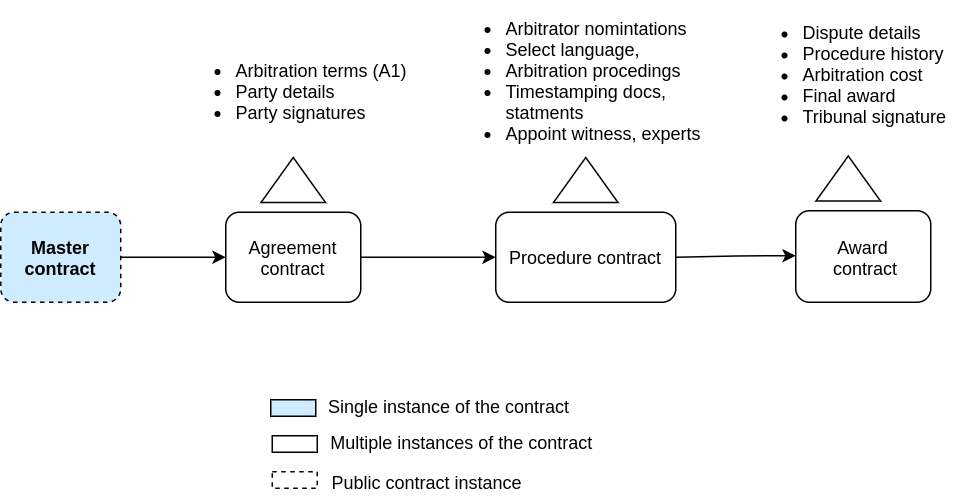 Arbitration terms (A1)
Party details
Party signatures
Arbitrator nomintations
Select language,
Arbitration procedings
Timestamping docs,
statments
Appoint witness, experts
Dispute details
Procedure history
Arbitration cost
Final award
Tribunal signature
Master
contract
Agreement
contract
Procedure contract
Award
contract
Single instance of the contract
Multiple instances of the contract
Public contract instance